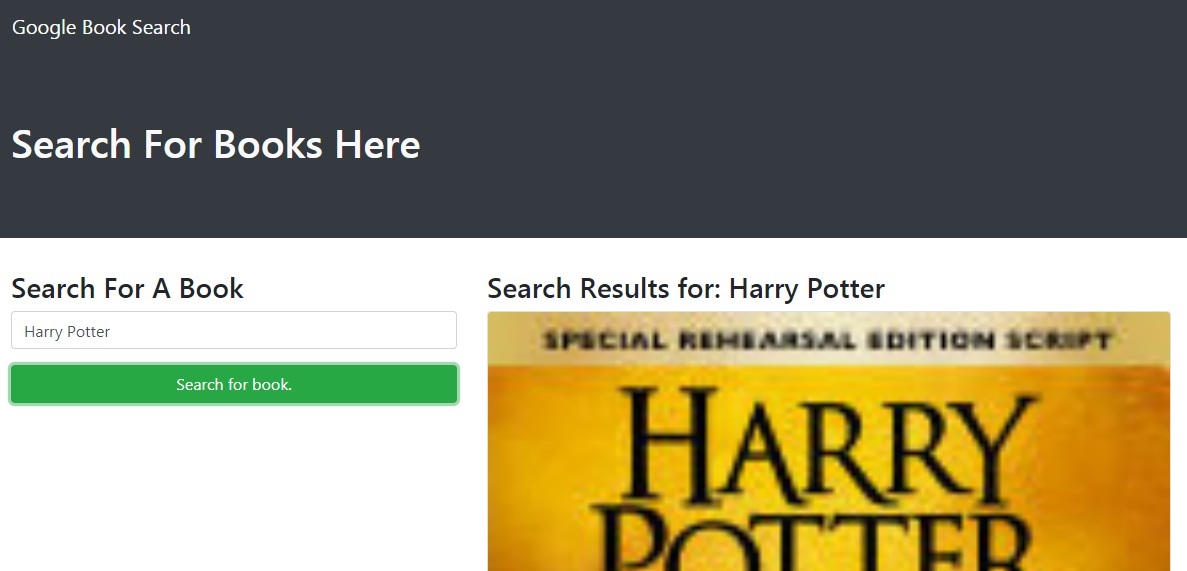 Google Book Search
Search For Books Here
Search For A Book
Harry Potter
Search for book.
Search Results for: Harry Potter
SPECIAL REHEARSAL EDITION SCRIPT
HARRY
POTTER